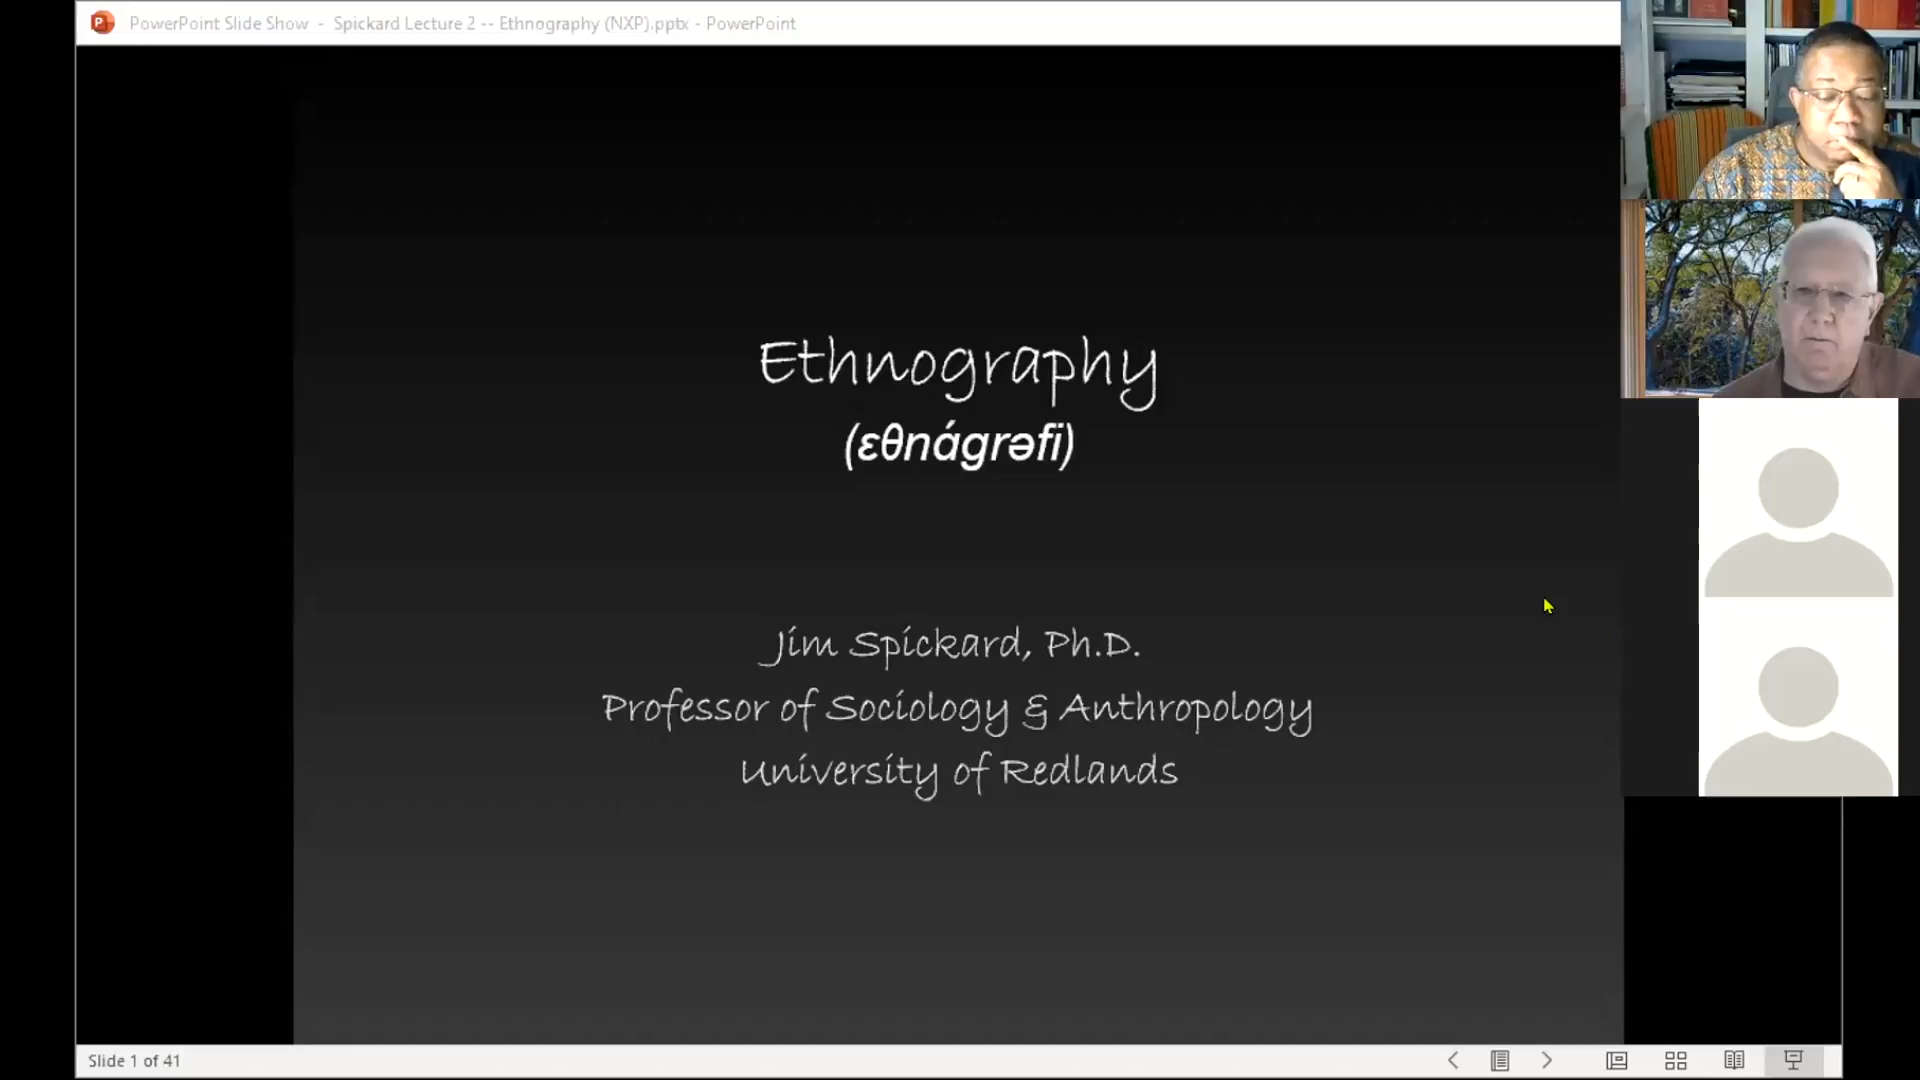 PowerPoint Slide Show - Spickard Lecture 2 -- Ethnography (NXP).pptx - PowerPoint
Ethnography
(εθnágrəfi)
Jim Spickard, Ph.D.
Professor of Sociology & Anthropology
University of Redlands
Slide 1 of 41